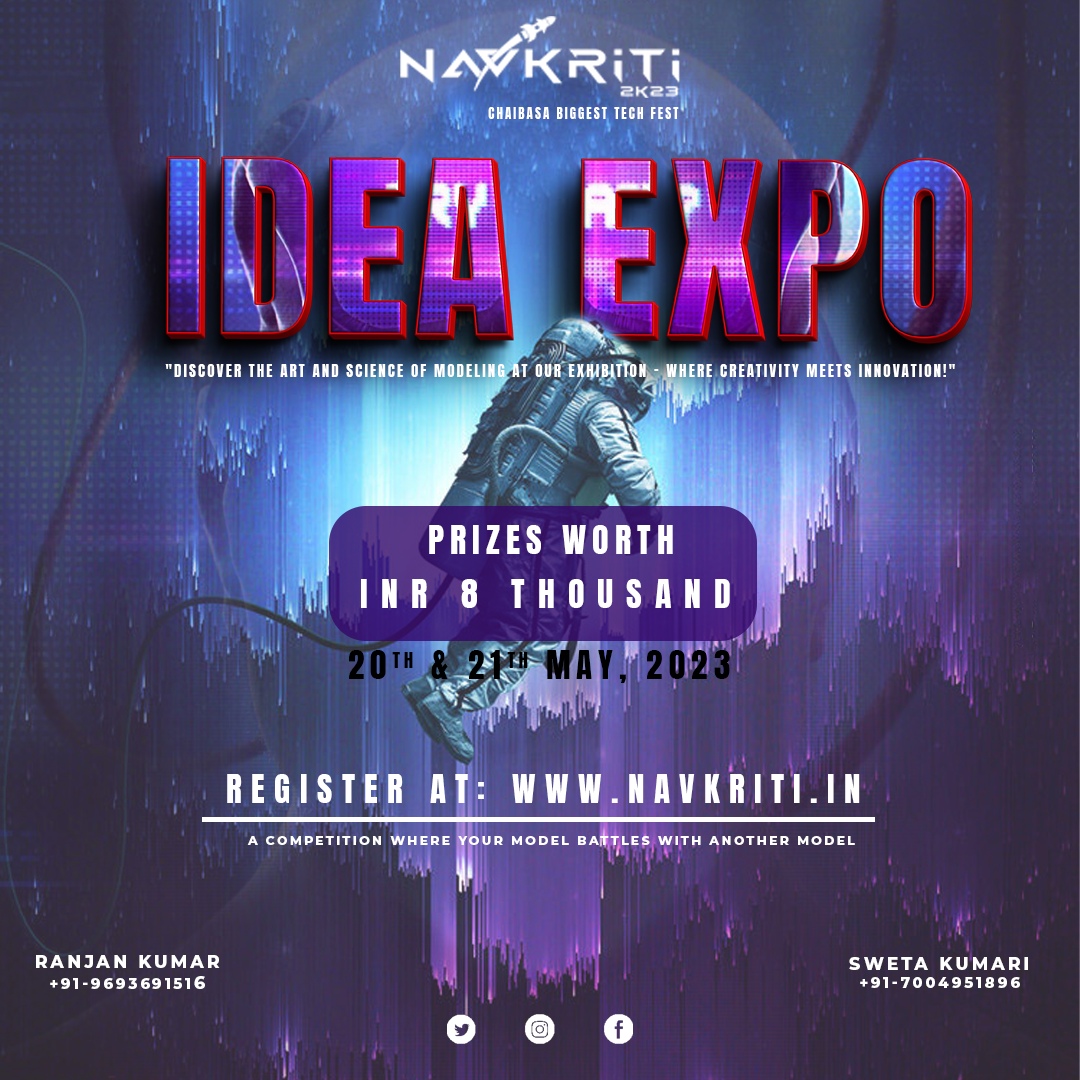 NAVKRITI
2K23
CHAIBASA BIGGEST TECH FEST
IDEA EXPO
"DISCOVER THE ART AND SCIENCE OF MODELING AT OUR EXHIBITION - WHERE CREATIVITY MEETS INNOVATION!"
PRIZES WORTH
INR 8 THOUSAND
20TH & 21TH MAY, 2023
REGISTER AT: WWW.NAVKRITI.IN
A COMPETITION WHERE YOUR MODEL BATTLES WITH ANOTHER MODEL
RANJAN KUMAR
+91-9693691516
SWETA KUMARI
+91-7004951896